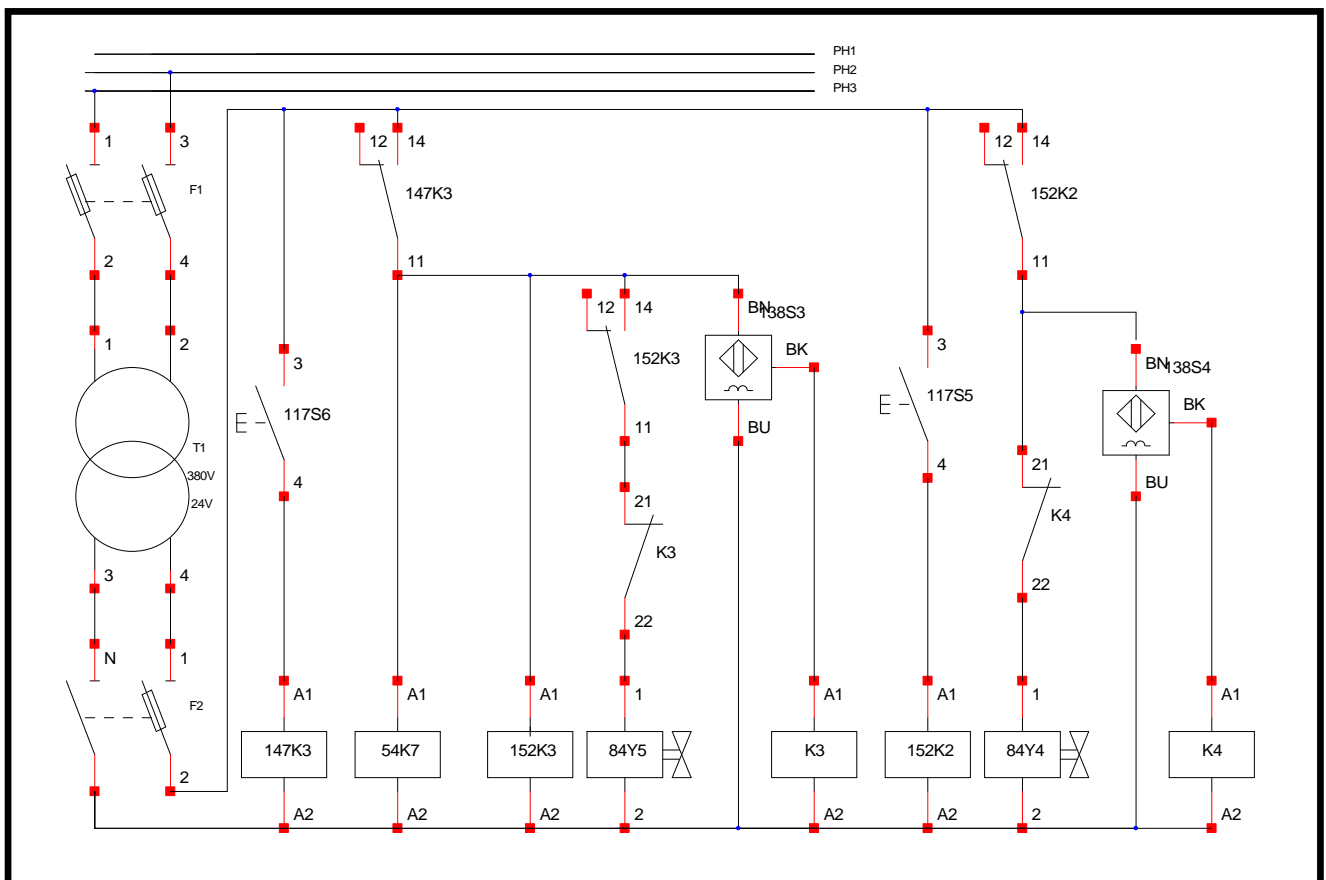 PH1
PH2
PH3
1 3 12 14 12 14
F1 147K3 152K2
2 4 11 11
12 14 BN 138S3
1 2 3 152K3 BK 3 BN 138S4
117S6 117S5 BK
11 BU
T1 4 4 21 BU
380V
24V 21 K4
K3
3 4 22
22
N 1
A1 A1 A1 1 A1 A1 1 A1
F2
147K3 54K7 152K3 84Y5 K3 152K2 84Y4 K4
2
A2 A2 A2 2 A2 A2 2 A2